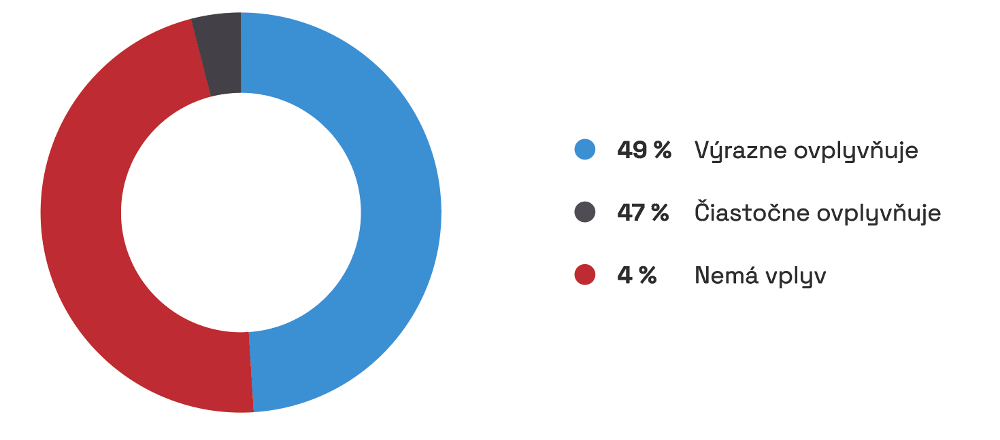 49 % Výrazne ovplyvňuje
47 % Čiastočne ovplyvňuje
4 % Nemá vplyv